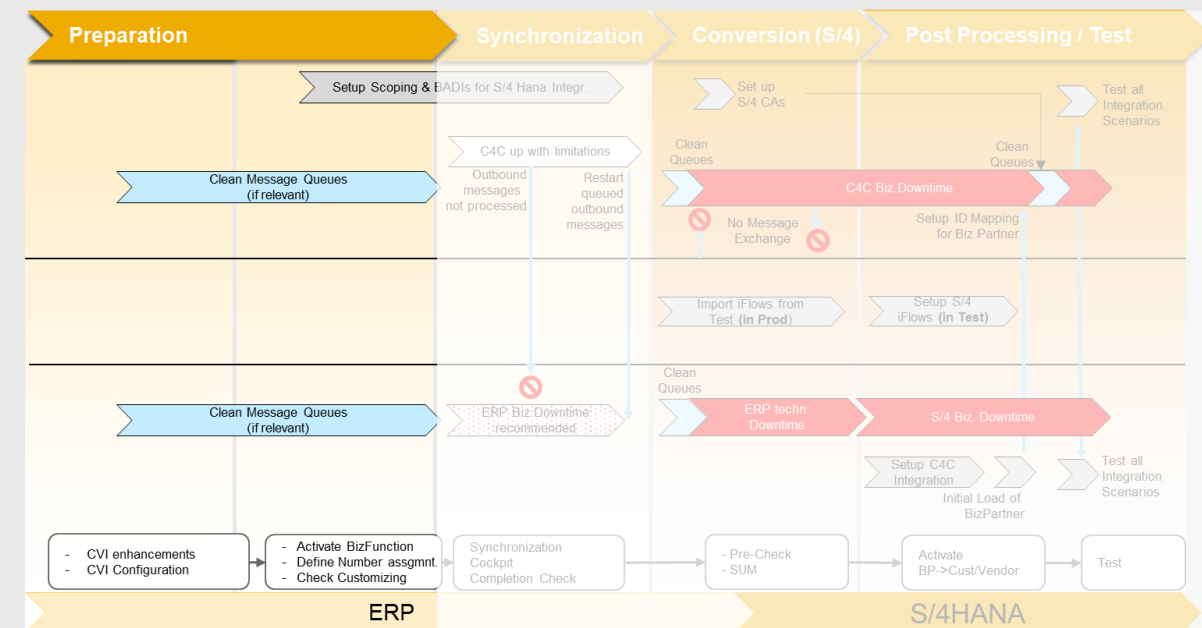 Preparation
Synchronization
Conversion (S/4)
Post Processing / Test
Setup Scoping & BADIs for S/4 Hana Integr.
Set up
S/4 CAs
Test all
Integration
Scenarios
C4C up with limitations
Clean
Queues
Clean
Queues
Clean Message Queues
(if relevant)
Outbound
messages
not processed
Restart
queued
outbound
messages
C4C Biz.Downtime
No Message
Exchange
Setup ID Mapping
for Biz Partner
Import iFlows from
Test (in Prod)
Setup S/4
iFlows (in Test)
Clean
Queues
Clean Message Queues
(if relevant)
ERP Biz Downtime
recommended
ERP techn.
Downtime
S/4 Biz. Downtime
Setup C4C
Integration
Initial Load of
BizPartner
Test all
Integration
Scenarios
- CVI enhancements
- CVI Configuration
- Activate BizFunction
- Define Number assgmnt.
- Check Customizing
Synchronization
Cockpit
Completion Check
- Pre-Check
- SUM
Activate
BP->Cust/Vendor
Test
ERP
S/4HANA